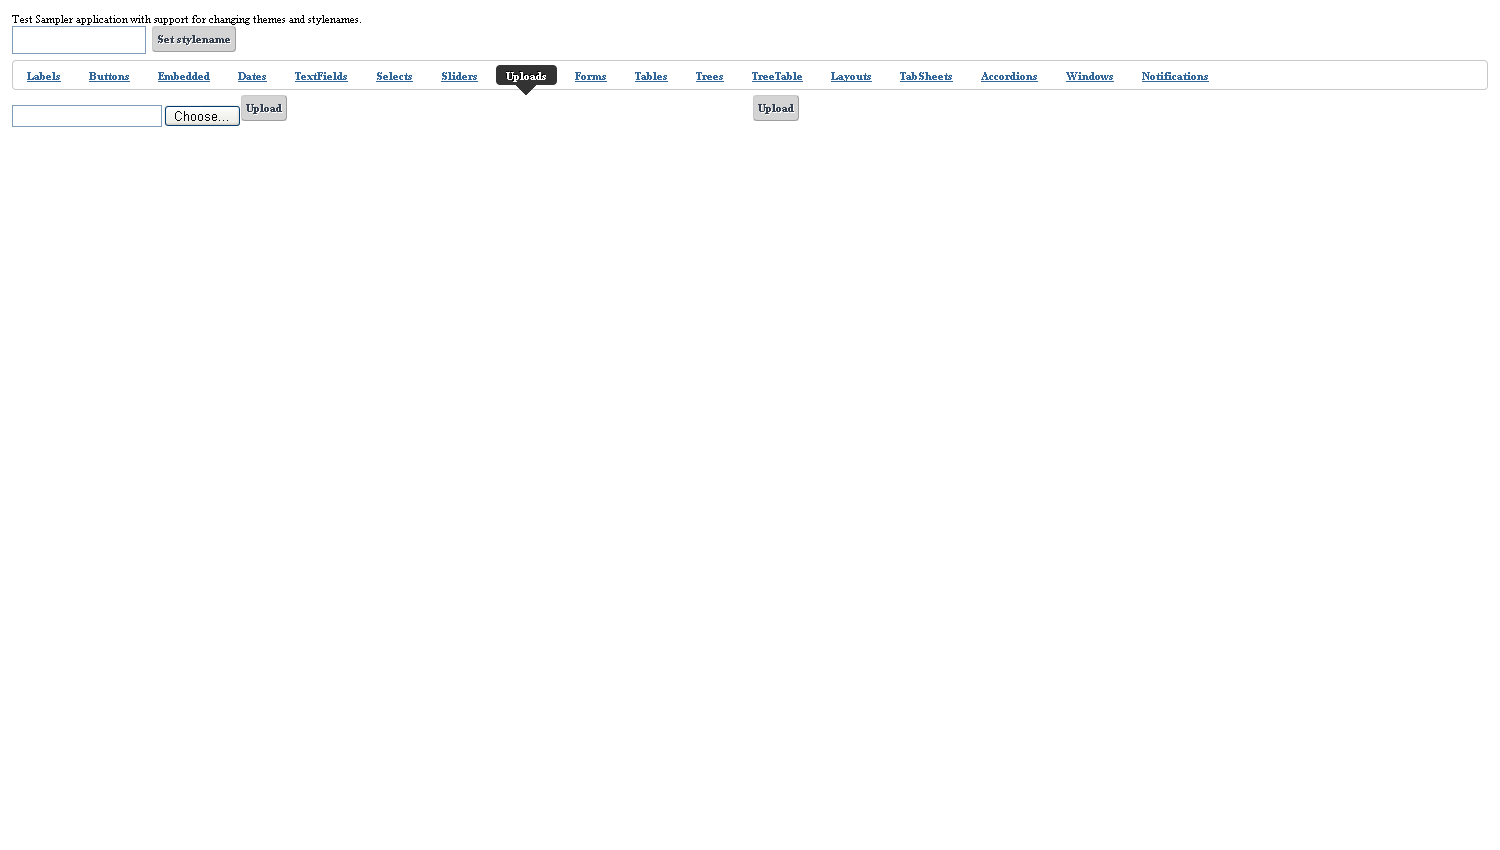 Test Sampler application with support for changing themes and stylenames.
Set stylename
Labels Buttons Embedded Dates TextFields Selects Sliders Uploads Forms Tables Trees TreeTable Layouts TabSheets Accordions Windows Notifications
Choose... Upload Upload